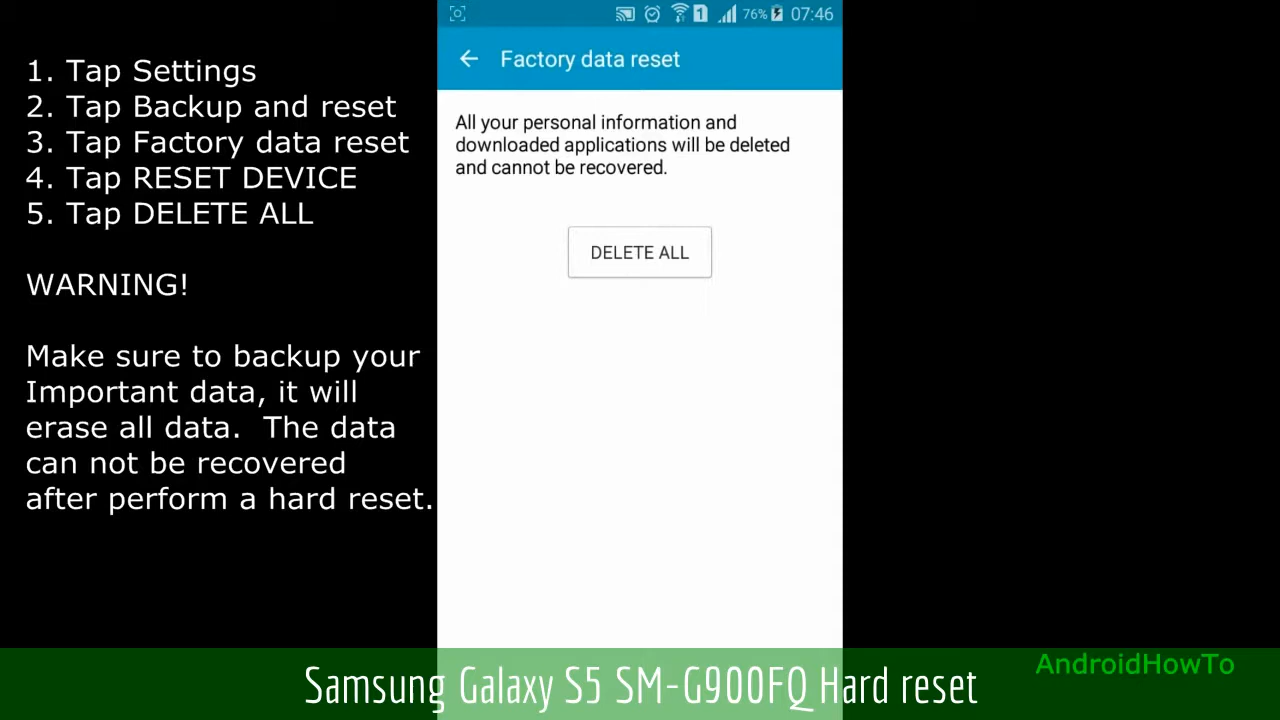 1. Tap Settings
2. Tap Backup and reset
3. Tap Factory data reset
4. Tap RESET DEVICE
5. Tap DELETE ALL
WARNING!
Make sure to backup your
Important data, it will
erase all data.  The data
can not be recovered
after perform a hard reset.
1 76% 07:46
Factory data reset
All your personal information and
downloaded applications will be deleted
and cannot be recovered.
DELETE ALL
Samsung Galaxy S5 SM-G900FQ Hard reset
AndroidHowTo